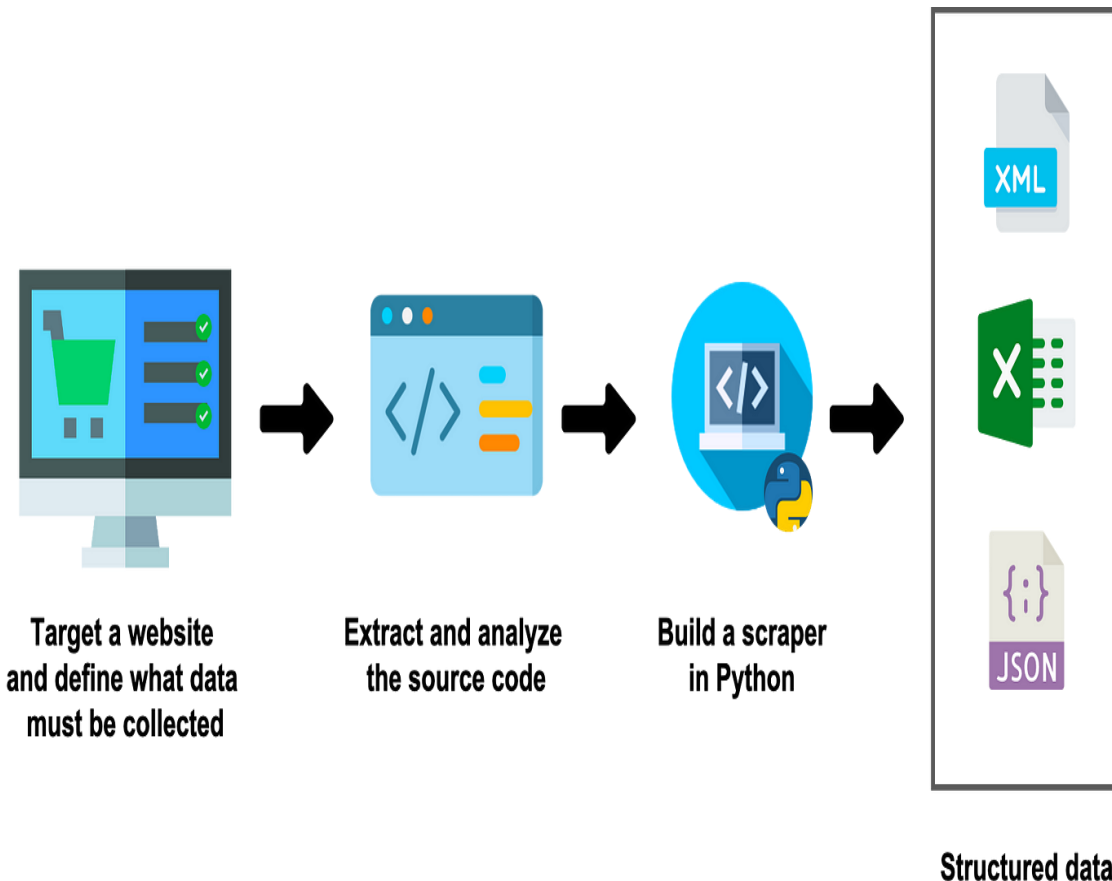 Target a website
and define what data
must be collected
Extract and analyze
the source code
Build a scraper
in Python
XML
X
{:}
JSON
Structured data